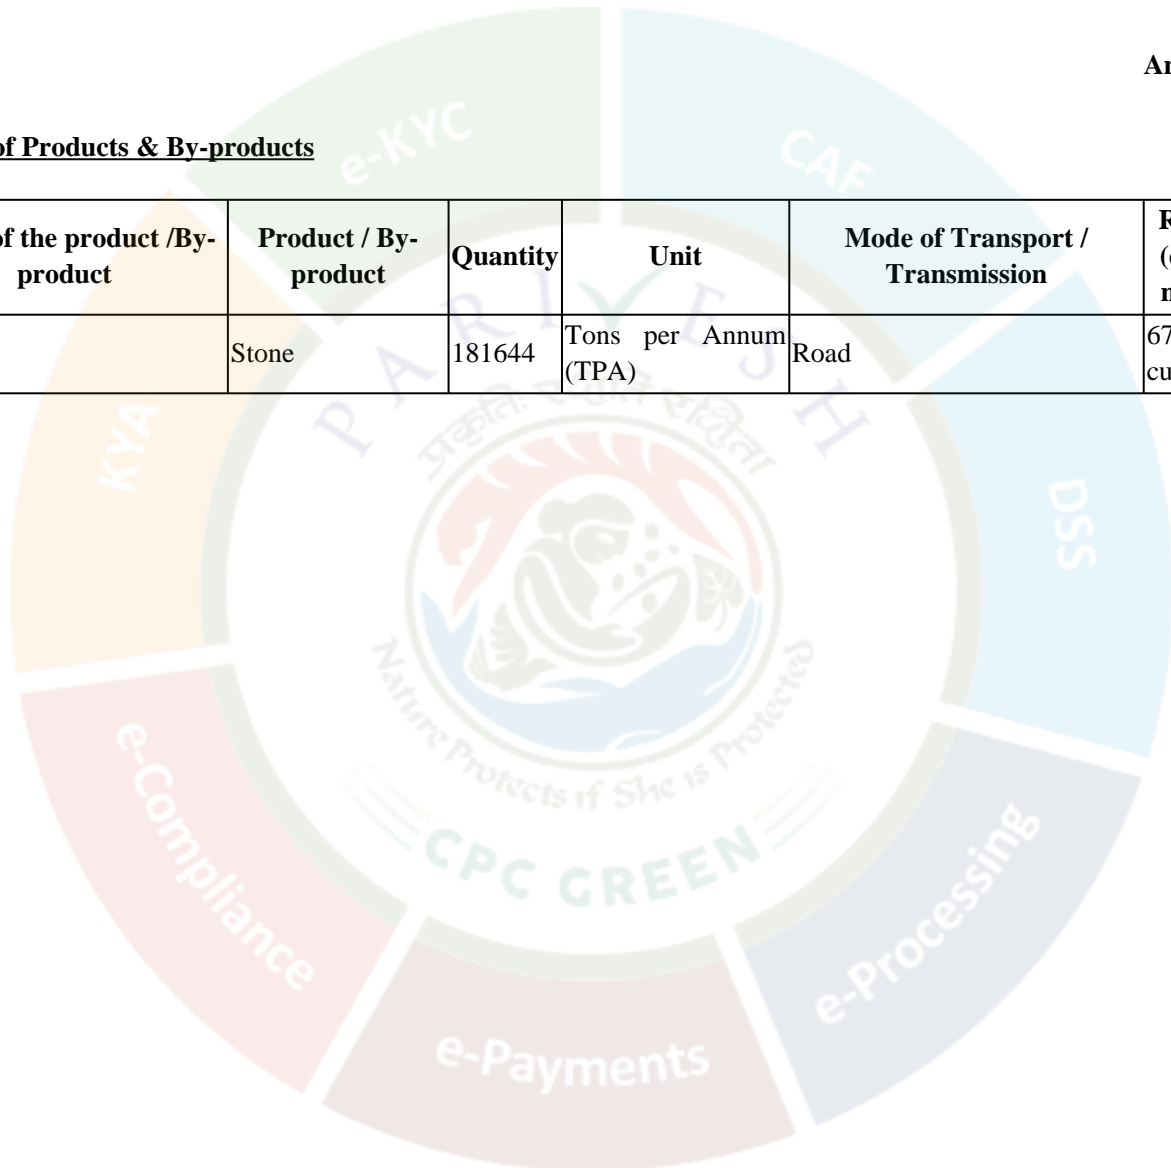 of Products & By-products
of the product /By-
product
Product / By-
product
Quantity
Unit
Mode of Transport /
Transmission
Stone
181644
Tons per Annum
(TPA)
Road
67
e-KYC
CAF
KYA
DSS
PARIVESH
Nature Protects if She is Protected
CPC GREEN
e-Compliance
e-Processing
e-Payments